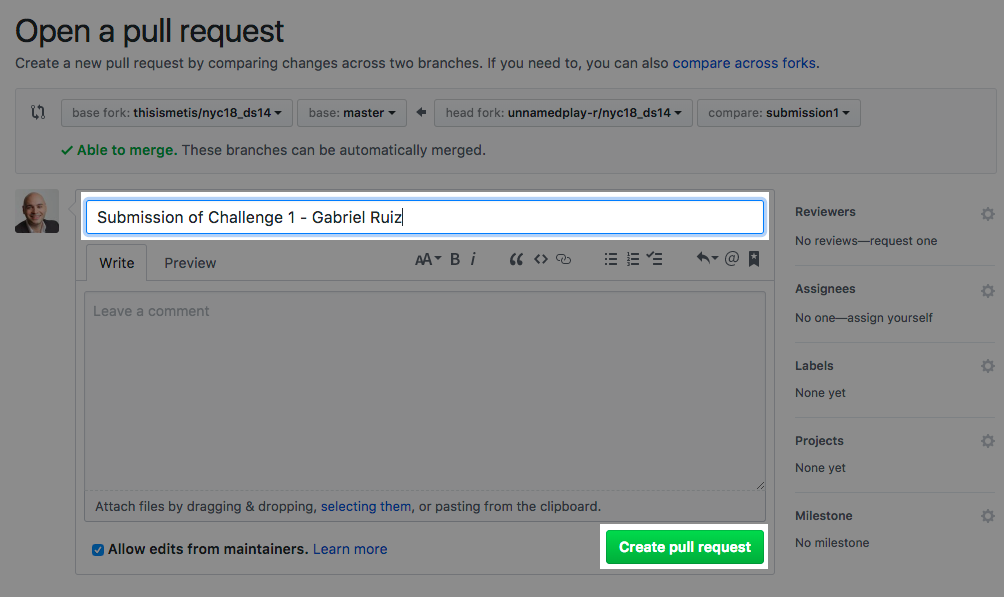 Open a pull request
Create a new pull request by comparing changes across two branches. If you need to, you can also compare across forks.
base fork: thisismetis/nyc18_ds14 base: master head fork: unnamedplay-r/nyc18_ds14 compare: submission1
Able to merge. These branches can be automatically merged.
Submission of Challenge 1 - Gabriel Ruiz
Write Preview AA B i
Leave a comment
Attach files by dragging & dropping, selecting them, or pasting from the clipboard.
Allow edits from maintainers. Learn more
Create pull request
Reviewers
No reviews—request one
Assignees
No one—assign yourself
Labels
None yet
Projects
None yet
Milestone
No milestone